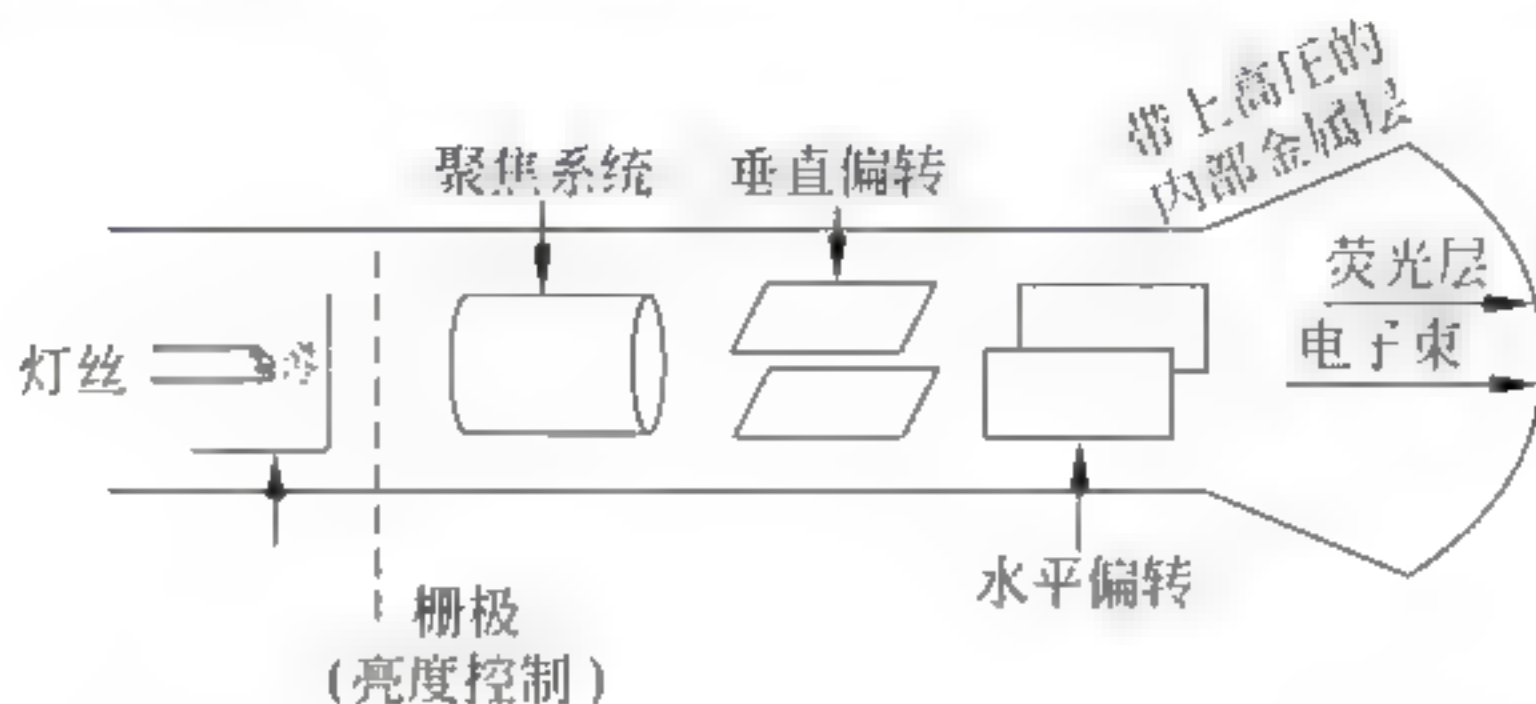 带上高压的
内部金属层
聚焦系统
垂直偏转
荧光层
灯丝
电子束
水平偏转
栅极
(亮度控制)